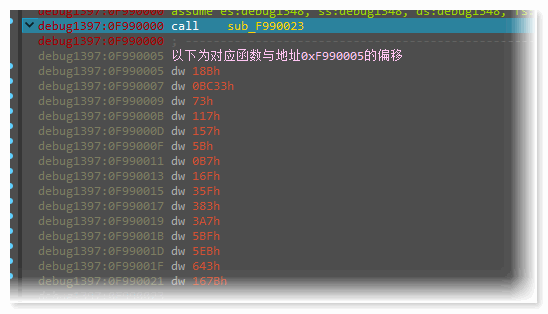 assume es:debug1348, ss:debug1348, ds:debug1348, fs:
debug1397:0F990000 call sub_F990023
debug1397:0F990000 ;
debug1397:0F990005 以下为对应函数与地址0xF990005的偏移
debug1397:0F990005 dw 18Bh
debug1397:0F990007 dw 0BC33h
debug1397:0F990009 dw 73h
debug1397:0F99000B dw 117h
debug1397:0F99000D dw 157h
debug1397:0F99000F dw 5Bh
debug1397:0F990011 dw 0B7h
debug1397:0F990013 dw 16Fh
debug1397:0F990015 dw 35Fh
debug1397:0F990017 dw 383h
debug1397:0F990019 dw 3A7h
debug1397:0F99001B dw 5BFh
debug1397:0F99001D dw 5EBh
debug1397:0F99001F dw 643h
debug1397:0F990021 dw 167Bh